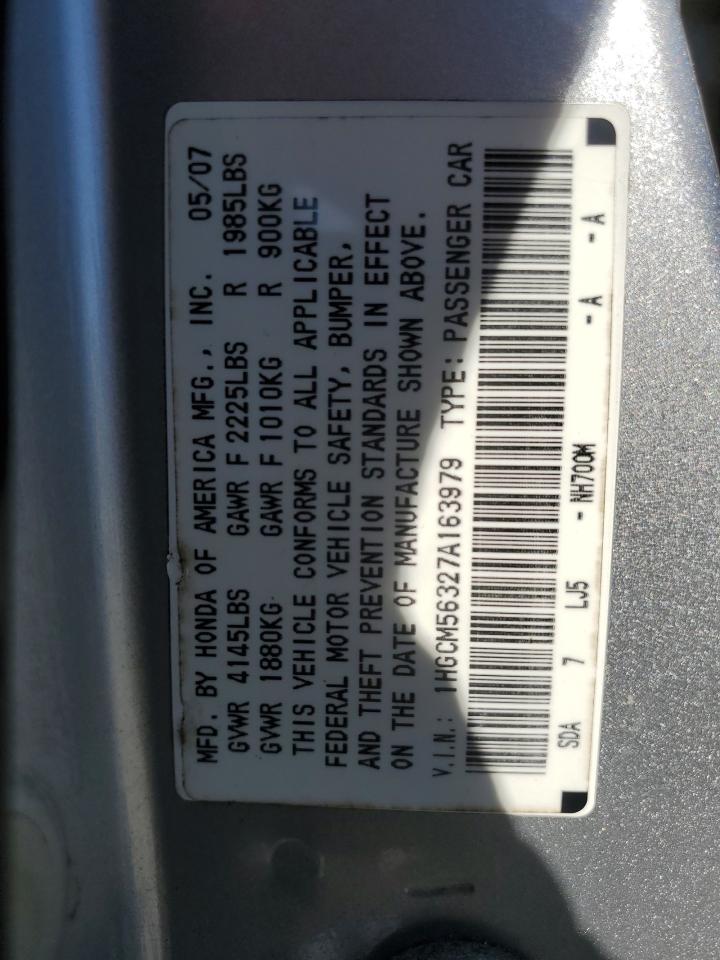 MFD. BY HONDA OF AMERICA MFG., INC. 05/07
GVWR 4145LBS GAWR F 2225LBS R 1985LBS
GVWR 1880KG GAWR F 1010KG R 900KG
THIS VEHICLE CONFORMS TO ALL APPLICABLE
FEDERAL MOTOR VEHICLE SAFETY, BUMPER,
AND THEFT PREVENTION STANDARDS IN EFFECT
ON THE DATE OF MANUFACTURE SHOWN ABOVE.
V.I.N.: 1HGCM56327A163979 TYPE: PASSENGER CAR
SDA 7 LJ5 - NH700M - A - A